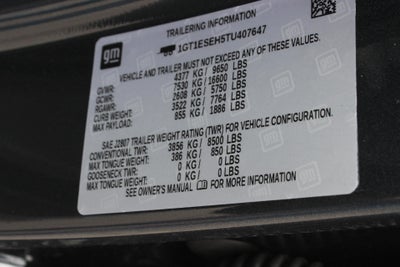 TRAILERING INFORMATION
gm
1GT1ESEH5TU407647
VEHICLE AND TRAILER MUST NOT EXCEED ANY OF THESE
GVWR: 4377 KG / 9650 LBS
GCWR: 7530 KG / 16600 LBS
RGAWR: 2608 KG / 5750 LBS
CURB WEIGHT: 3522 KG / 7764 LBS
MAX PAYLOAD: 855 KG / 1886 LBS
SAE J2807 TRAILER WEIGHT RATING (TWR) FOR VEHICLE CONFIGURATION.
CONVENTIONAL TWR: 3856 KG / 8500 LBS
MAX TONGUE WEIGHT: 386 KG / 850 LBS
GOOSENECK TWR: 0 KG / 0 LBS
MAX TONGUE WEIGHT: 0 KG / 0 LBS
SEE OWNER'S MANUAL FOR MORE INFORMATION